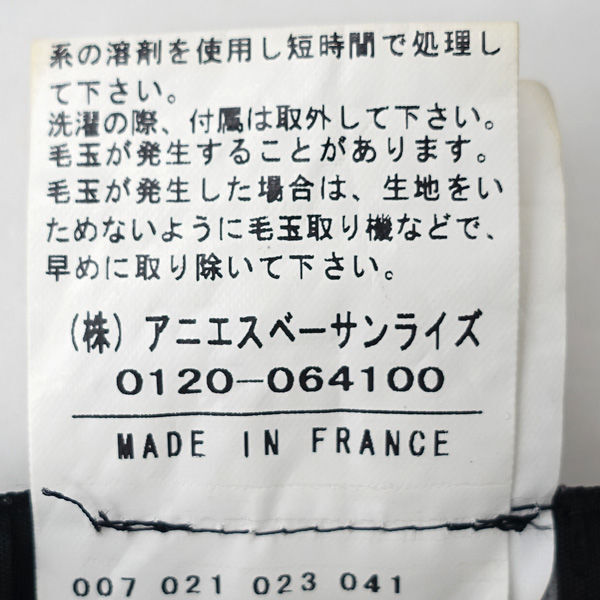 系の溶剤を使用し短時間で処理し
て下さい。
洗濯の際、付属は取外して下さい。
毛玉が発生することがあります。
毛玉が発生した場合は、生地をい
ためないように毛玉取り機などで、
早めに取り除いて下さい。
(株) アニエスベーサンライズ
0120-064100
MADE IN FRANCE
007 021 023 041